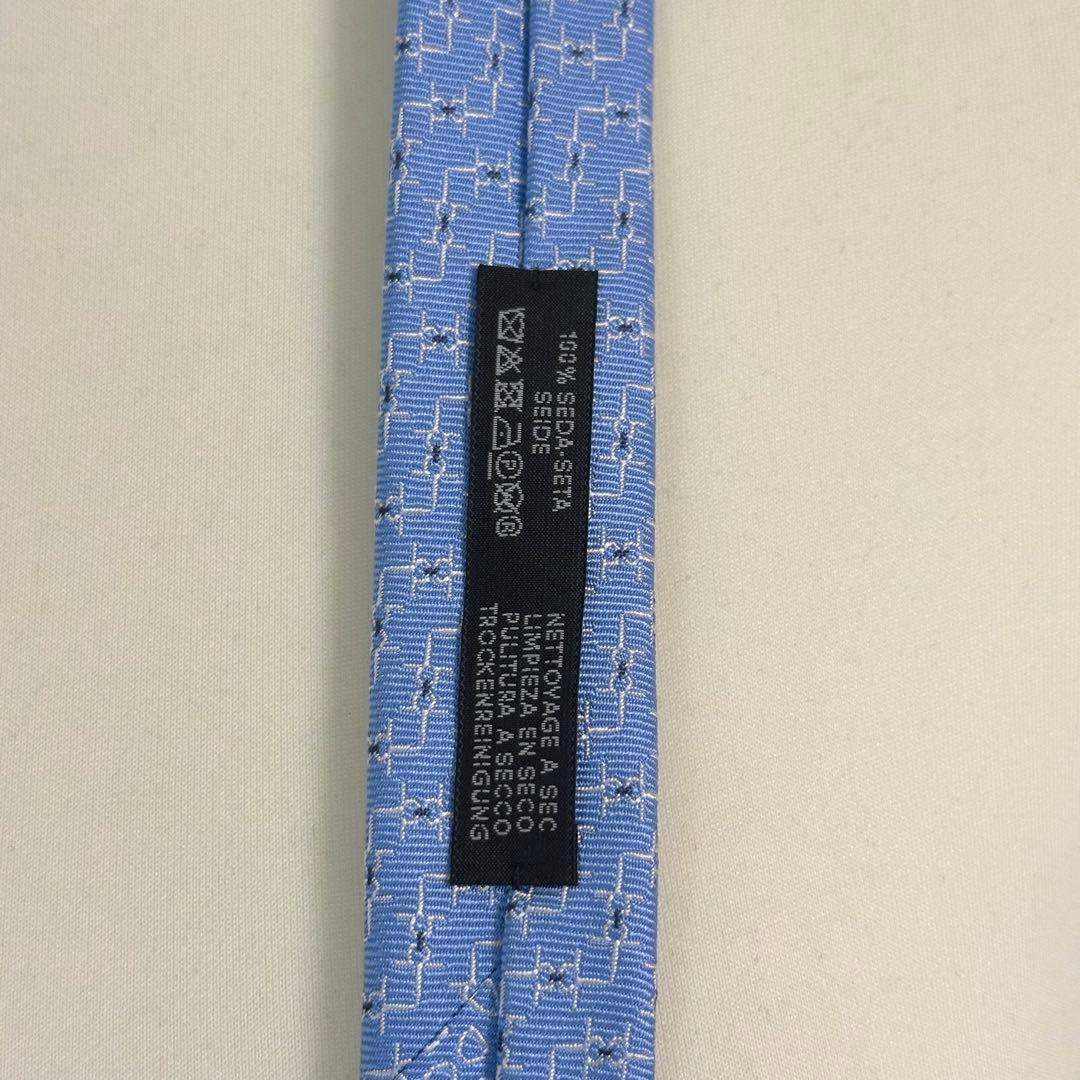 100% SEDA-SETA
SEIDE
NETTOYAGE A SEC
LIMPIEZA EN SECO
PULITURA A SECCO
TROCKENREINIGUNG